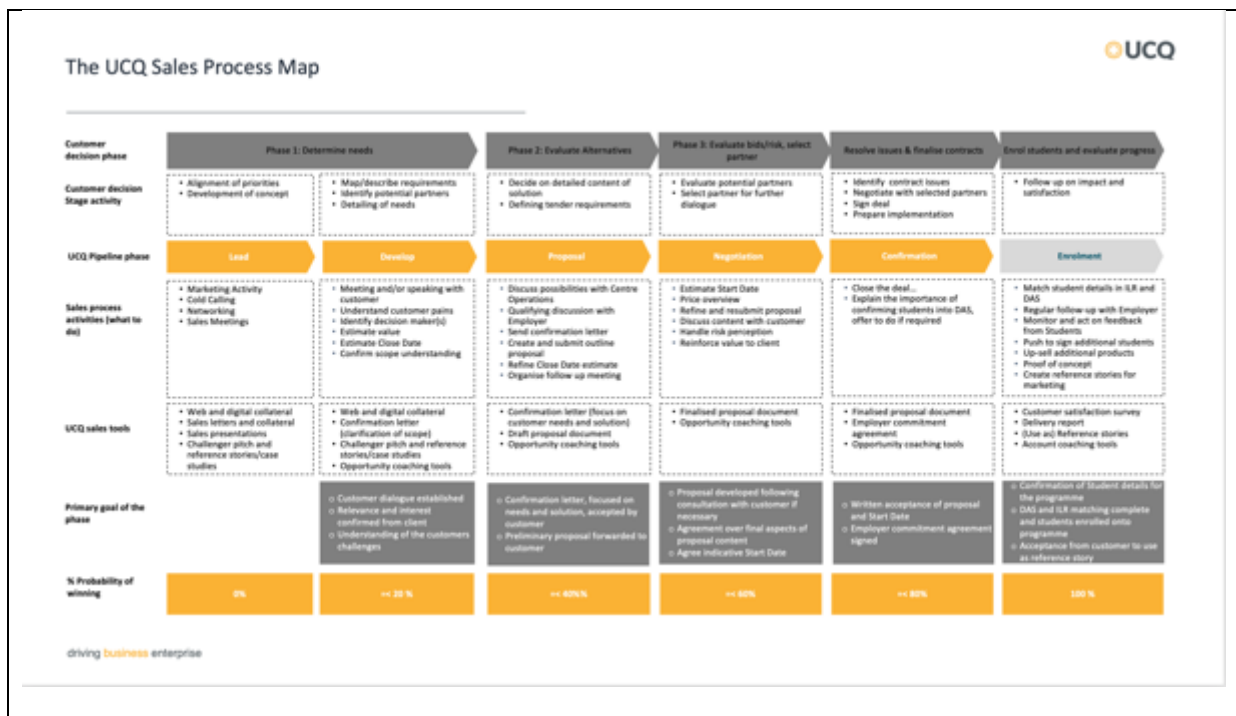 UCQ
The UCQ Sales Process Map
Customer
decision phase
Phase 1: Determine needs
Phase 2: Evaluate Alternatives
Phase 3: Evaluate bids/risk, select
partner
Resolve issues & finalise contracts
Enrol students and evaluate progress
Customer decision
Stage activity
• Alignment of priorities
• Development of concept
• Map/describe requirements
• Identify potential partners
• Detailing of needs
• Decide on detailed content of
solution
• Defining tender requirements
• Evaluate potential partners
• Select partner for further
dialogue
• Identify contract issues
• Negotiate with selected partners
• Sign deal
• Prepare implementation
• Follow up on impact and
satisfaction
UCQ Pipeline phase
Lead
Develop
Proposal
Negotiation
Confirmation
Enrolment
Sales process
activities (what to
do)
• Marketing Activity
• Cold Calling
• Networking
• Sales Meetings
• Meeting and/or speaking with
customer
• Understand customer pains
• Identify decision maker(s)
• Estimate value
• Estimate Close Date
• Confirm scope understanding
• Discuss possibilities with Centre
Operations
• Qualifying discussion with
Employer
• Send confirmation letter
• Create and submit outline
proposal
• Refine Close Date estimate
• Organise follow up meeting
• Estimate Start Date
• Price overview
• Refine and resubmit proposal
• Discuss content with customer
• Handle risk perception
• Reinforce value to client
• Close the deal...
• Explain the importance of
confirming students into DAS,
offer to do if required
• Match student details in ILR and
DAS
• Regular follow-up with Employer
• Monitor and act on feedback
from Students
• Push to sign additional students
• Up-sell additional products
• Proof of concept
• Create reference stories for
marketing
UCQ sales tools
• Web and digital collateral
• Sales letters and collateral
• Sales presentations
• Challenger pitch and
reference stories/case
studies
• Web and digital collateral
• Confirmation letter
(clarification of scope)
• Challenger pitch and reference
stories/case studies
• Opportunity coaching tools
• Confirmation letter (focus on
customer needs and solution)
• Draft proposal document
• Opportunity coaching tools
• Finalised proposal document
• Opportunity coaching tools
• Finalised proposal document
• Employer commitment
agreement
• Opportunity coaching tools
• Customer satisfaction survey
• Delivery report
• (Use as) Reference stories
• Account coaching tools
Primary goal of the
phase
o Customer dialogue established
o Relevance and interest
confirmed from client
o Understanding of the customers
challenges
o Confirmation letter, focused on
needs and solution, accepted by
customer
o Preliminary proposal forwarded to
customer
o Proposal developed following
consultation with customer if
necessary
o Agreement over final aspects of
proposal content
o Agree indicative Start Date
o Written acceptance of proposal
and Start Date
o Employer commitment agreement
signed
o Confirmation of Student details for
the programme
o DAS and ILR matching complete
and students enrolled onto
programme
o Acceptance from customer to use
as reference story
% Probability of
winning
0%
=< 20 %
=< 40%%
=< 60%
=< 80%
100 %
driving business enterprise